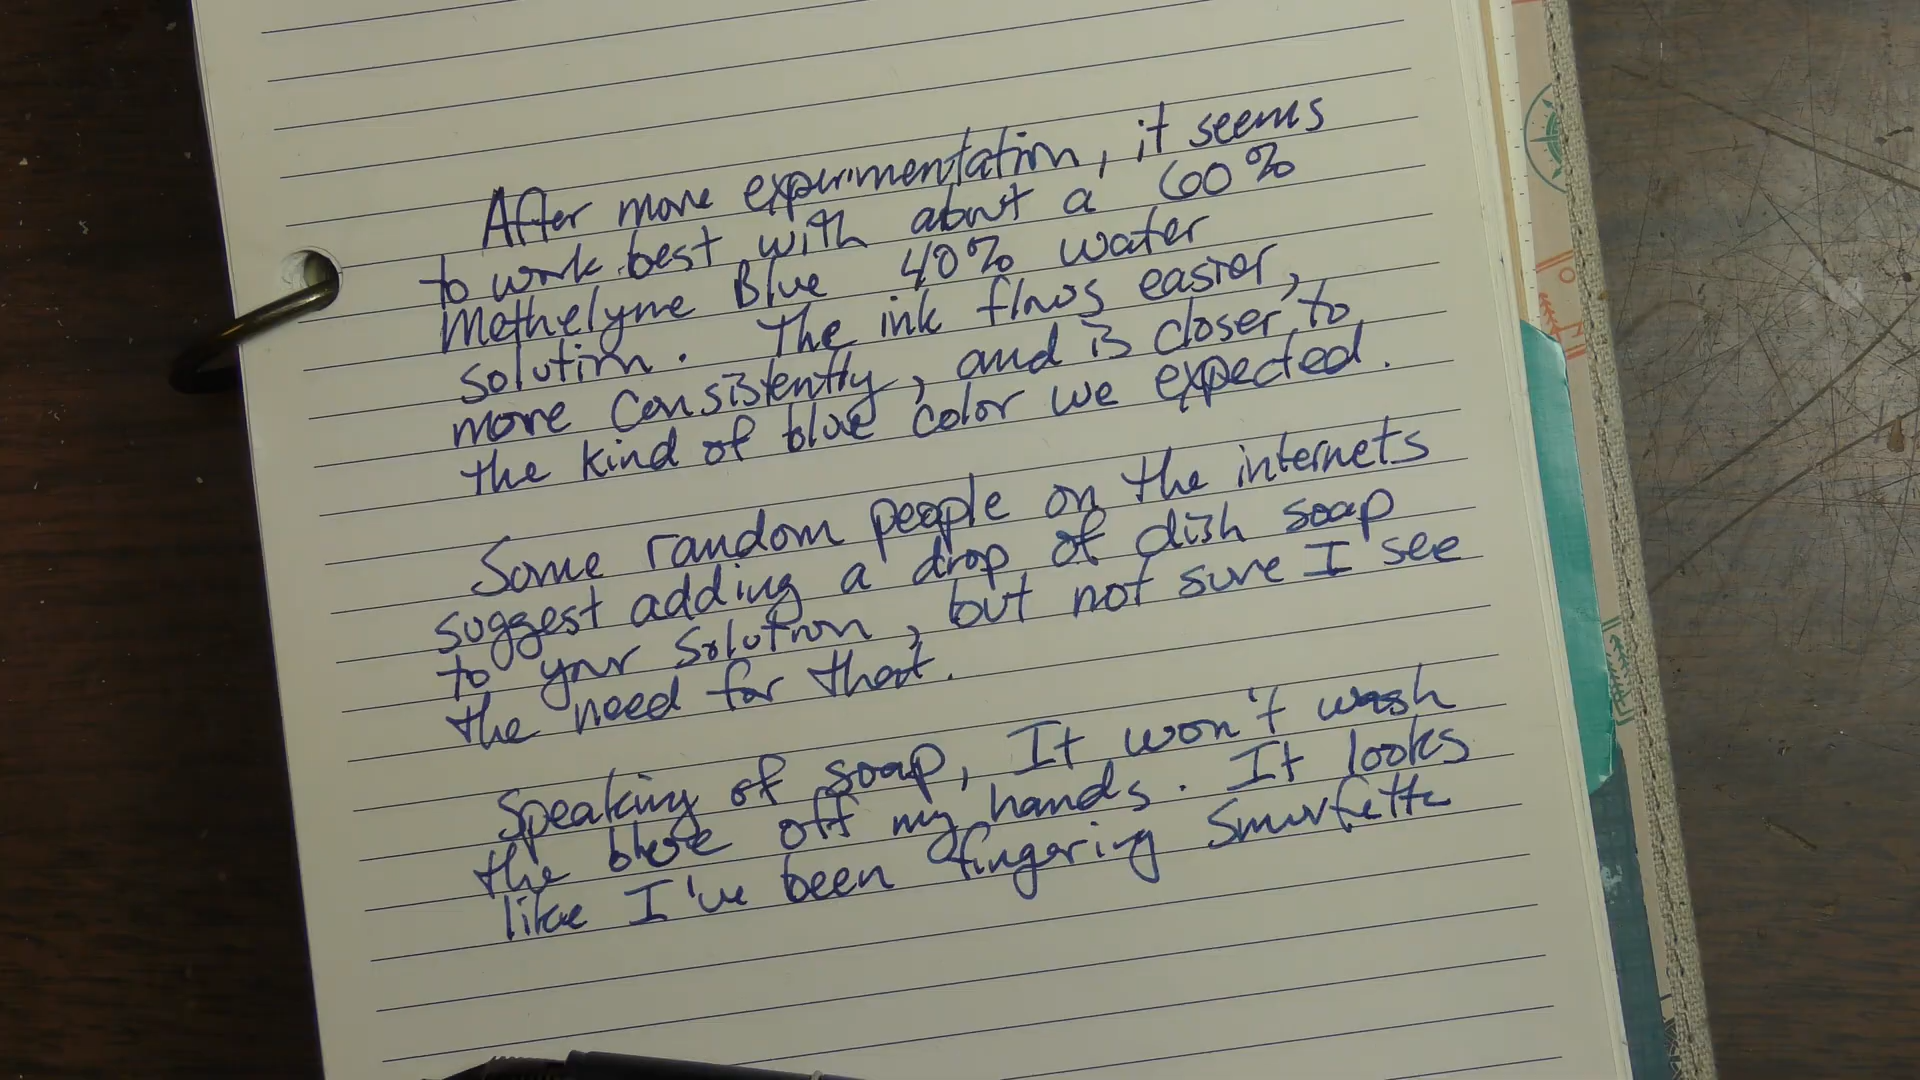 After more experimentation, it seems
to work best with about a 60%
Methelyne Blue 40% water
solution. The ink flows easier,
more consistently, and is closer to
the kind of blue color we expected.
Some random people on the internets
suggest adding a drop of dish soap
to your solution, but not sure I see
the need for that.
Speaking of soap, It won't wash
the blue off my hands. It looks
like I've been fingering Smurfette